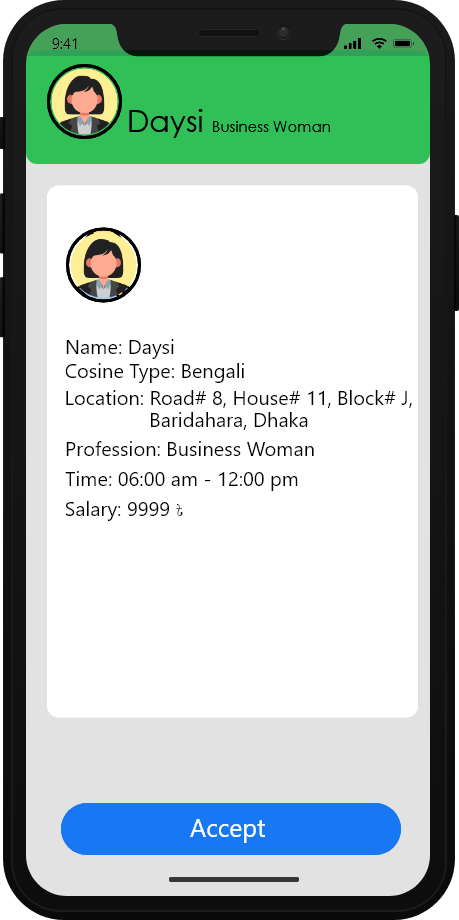 9:41
Daysi Business Woman
Name: Daysi
Cosine Type: Bengali
Location: Road# 8, House# 11, Block# J,
Baridahara, Dhaka
Profession: Business Woman
Time: 06:00 am - 12:00 pm
Salary: 9999 ৳
Accept